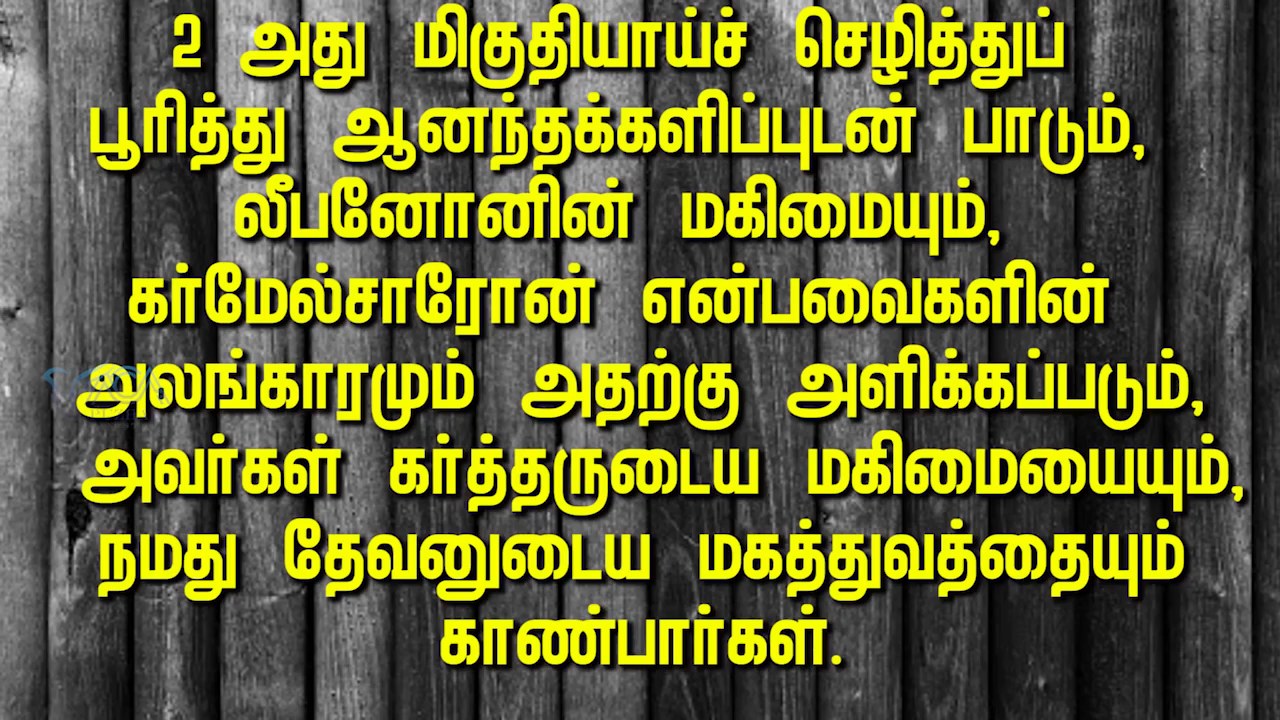 2 அது மிகுதியாய்ச் செழித்துப்
பூரித்து ஆனந்தக்களிப்புடன் பாடும்,
லீபனோனின் மகிமையும்,
கர்மேல்சாரோன் என்பவைகளின்
அலங்காரமும் அதற்கு அளிக்கப்படும்,
அவர்கள் கர்த்தருடைய மகிமையையும்,
நமது தேவனுடைய மகத்துவத்தையும்
காண்பார்கள்.